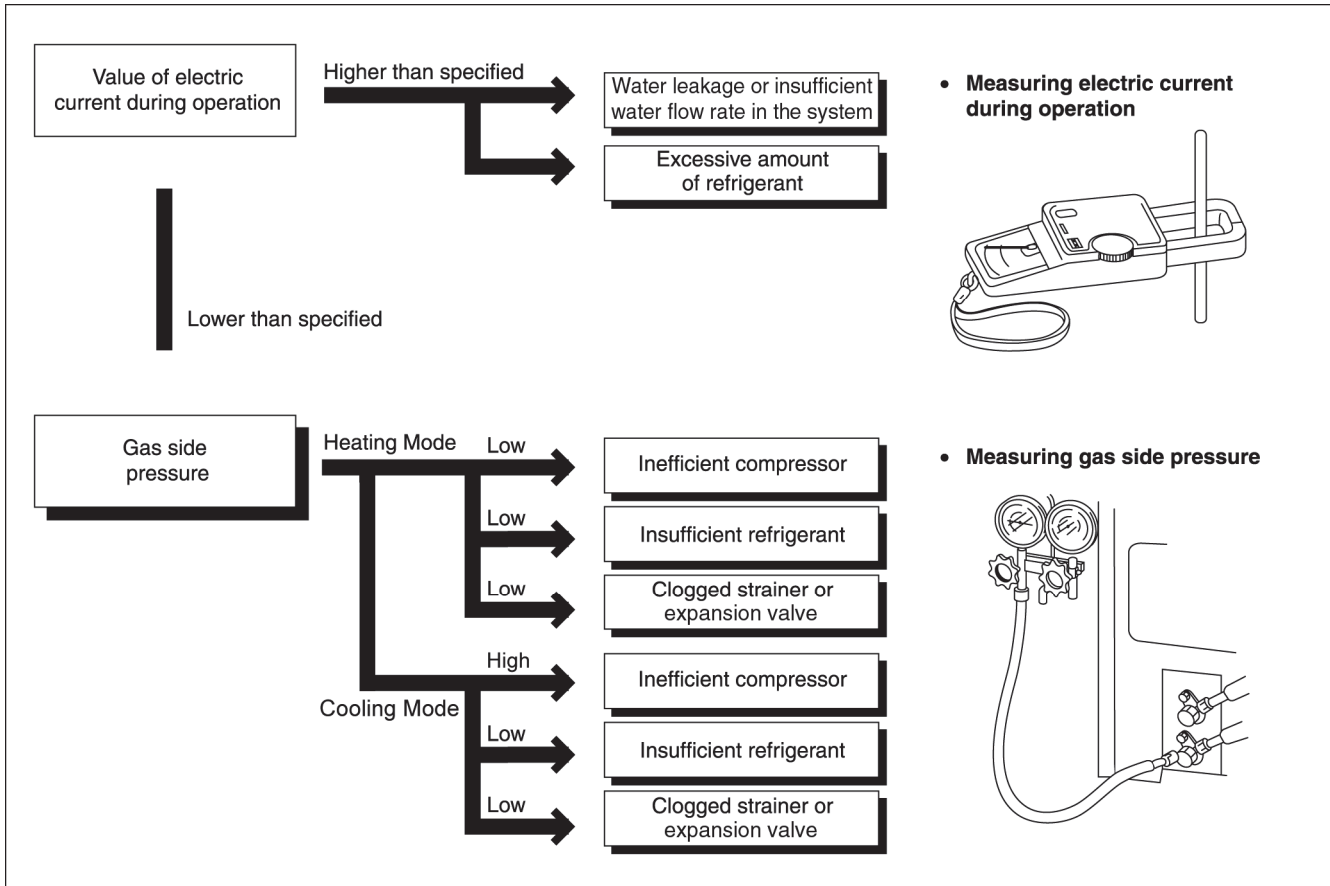 Value of electric
current during operation
Higher than specified
Water leakage or insufficient
water flow rate in the system
Excessive amount
of refrigerant
• Measuring electric current
during operation
Lower than specified
Gas side
pressure
Heating Mode
Low
Inefficient compressor
Low
Insufficient refrigerant
Low
Clogged strainer or
expansion valve
Cooling Mode
High
Inefficient compressor
Low
Insufficient refrigerant
Low
Clogged strainer or
expansion valve
• Measuring gas side pressure